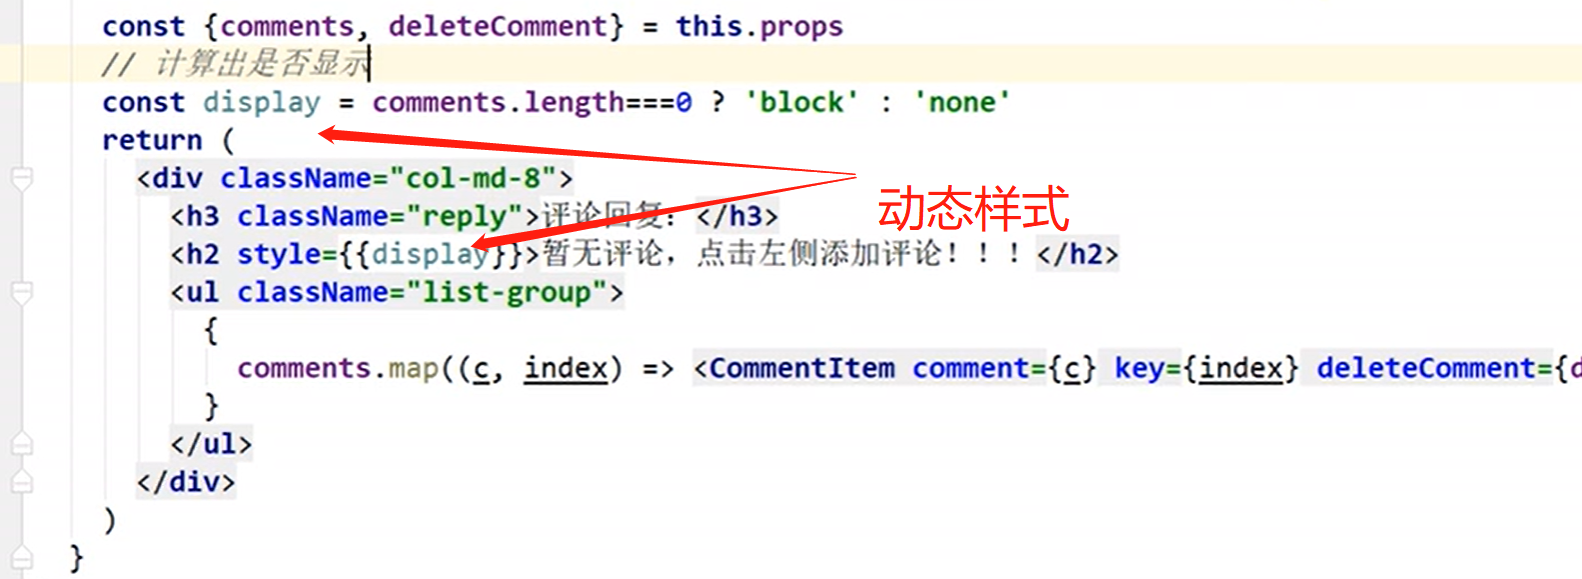 const {comments, deleteComment} = this.props
// 计算出是否显示
const display = comments.length===0 ? 'block' : 'none'
return (
<div className="col-md-8">
动态样式
<h3 className="reply">评论回复：</h3>
<h2 style={{display}}>暂无评论，点击左侧添加评论！！！</h2>
<ul className="list-group">
{
comments.map((c, index) => <CommentItem comment={c} key={index} deleteComment={d
}
</ul>
</div>
)
}